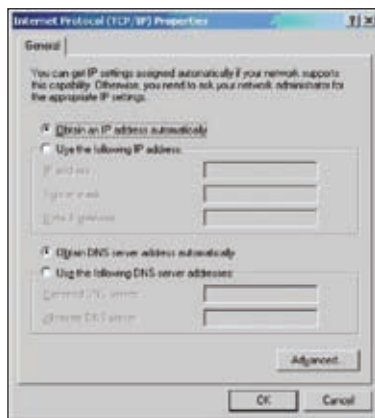 Internet Protocol (TCP/IP) Properties
General
You can get IP settings assigned automatically if your network supports
this capability. Otherwise, you need to ask your network administrator for
the appropriate IP settings.
Obtain an IP address automatically
Use the following IP address:
IP address:
Subnet mask:
Default gateway:
Obtain DNS server address automatically
Use the following DNS server addresses:
Preferred DNS server:
Alternate DNS server:
Advanced...
OK
Cancel